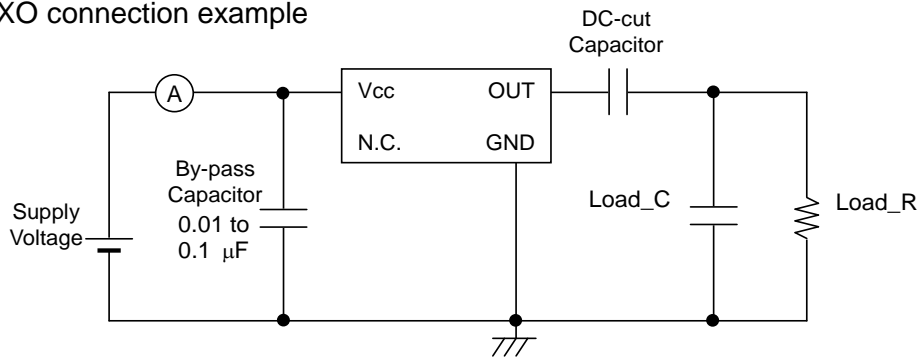 XO connection example
DC-cut
Capacitor
A
Vcc
OUT
N.C.
GND
By-pass
Capacitor
0.01 to
0.1 μF
Supply
Voltage
Load_C
Load_R